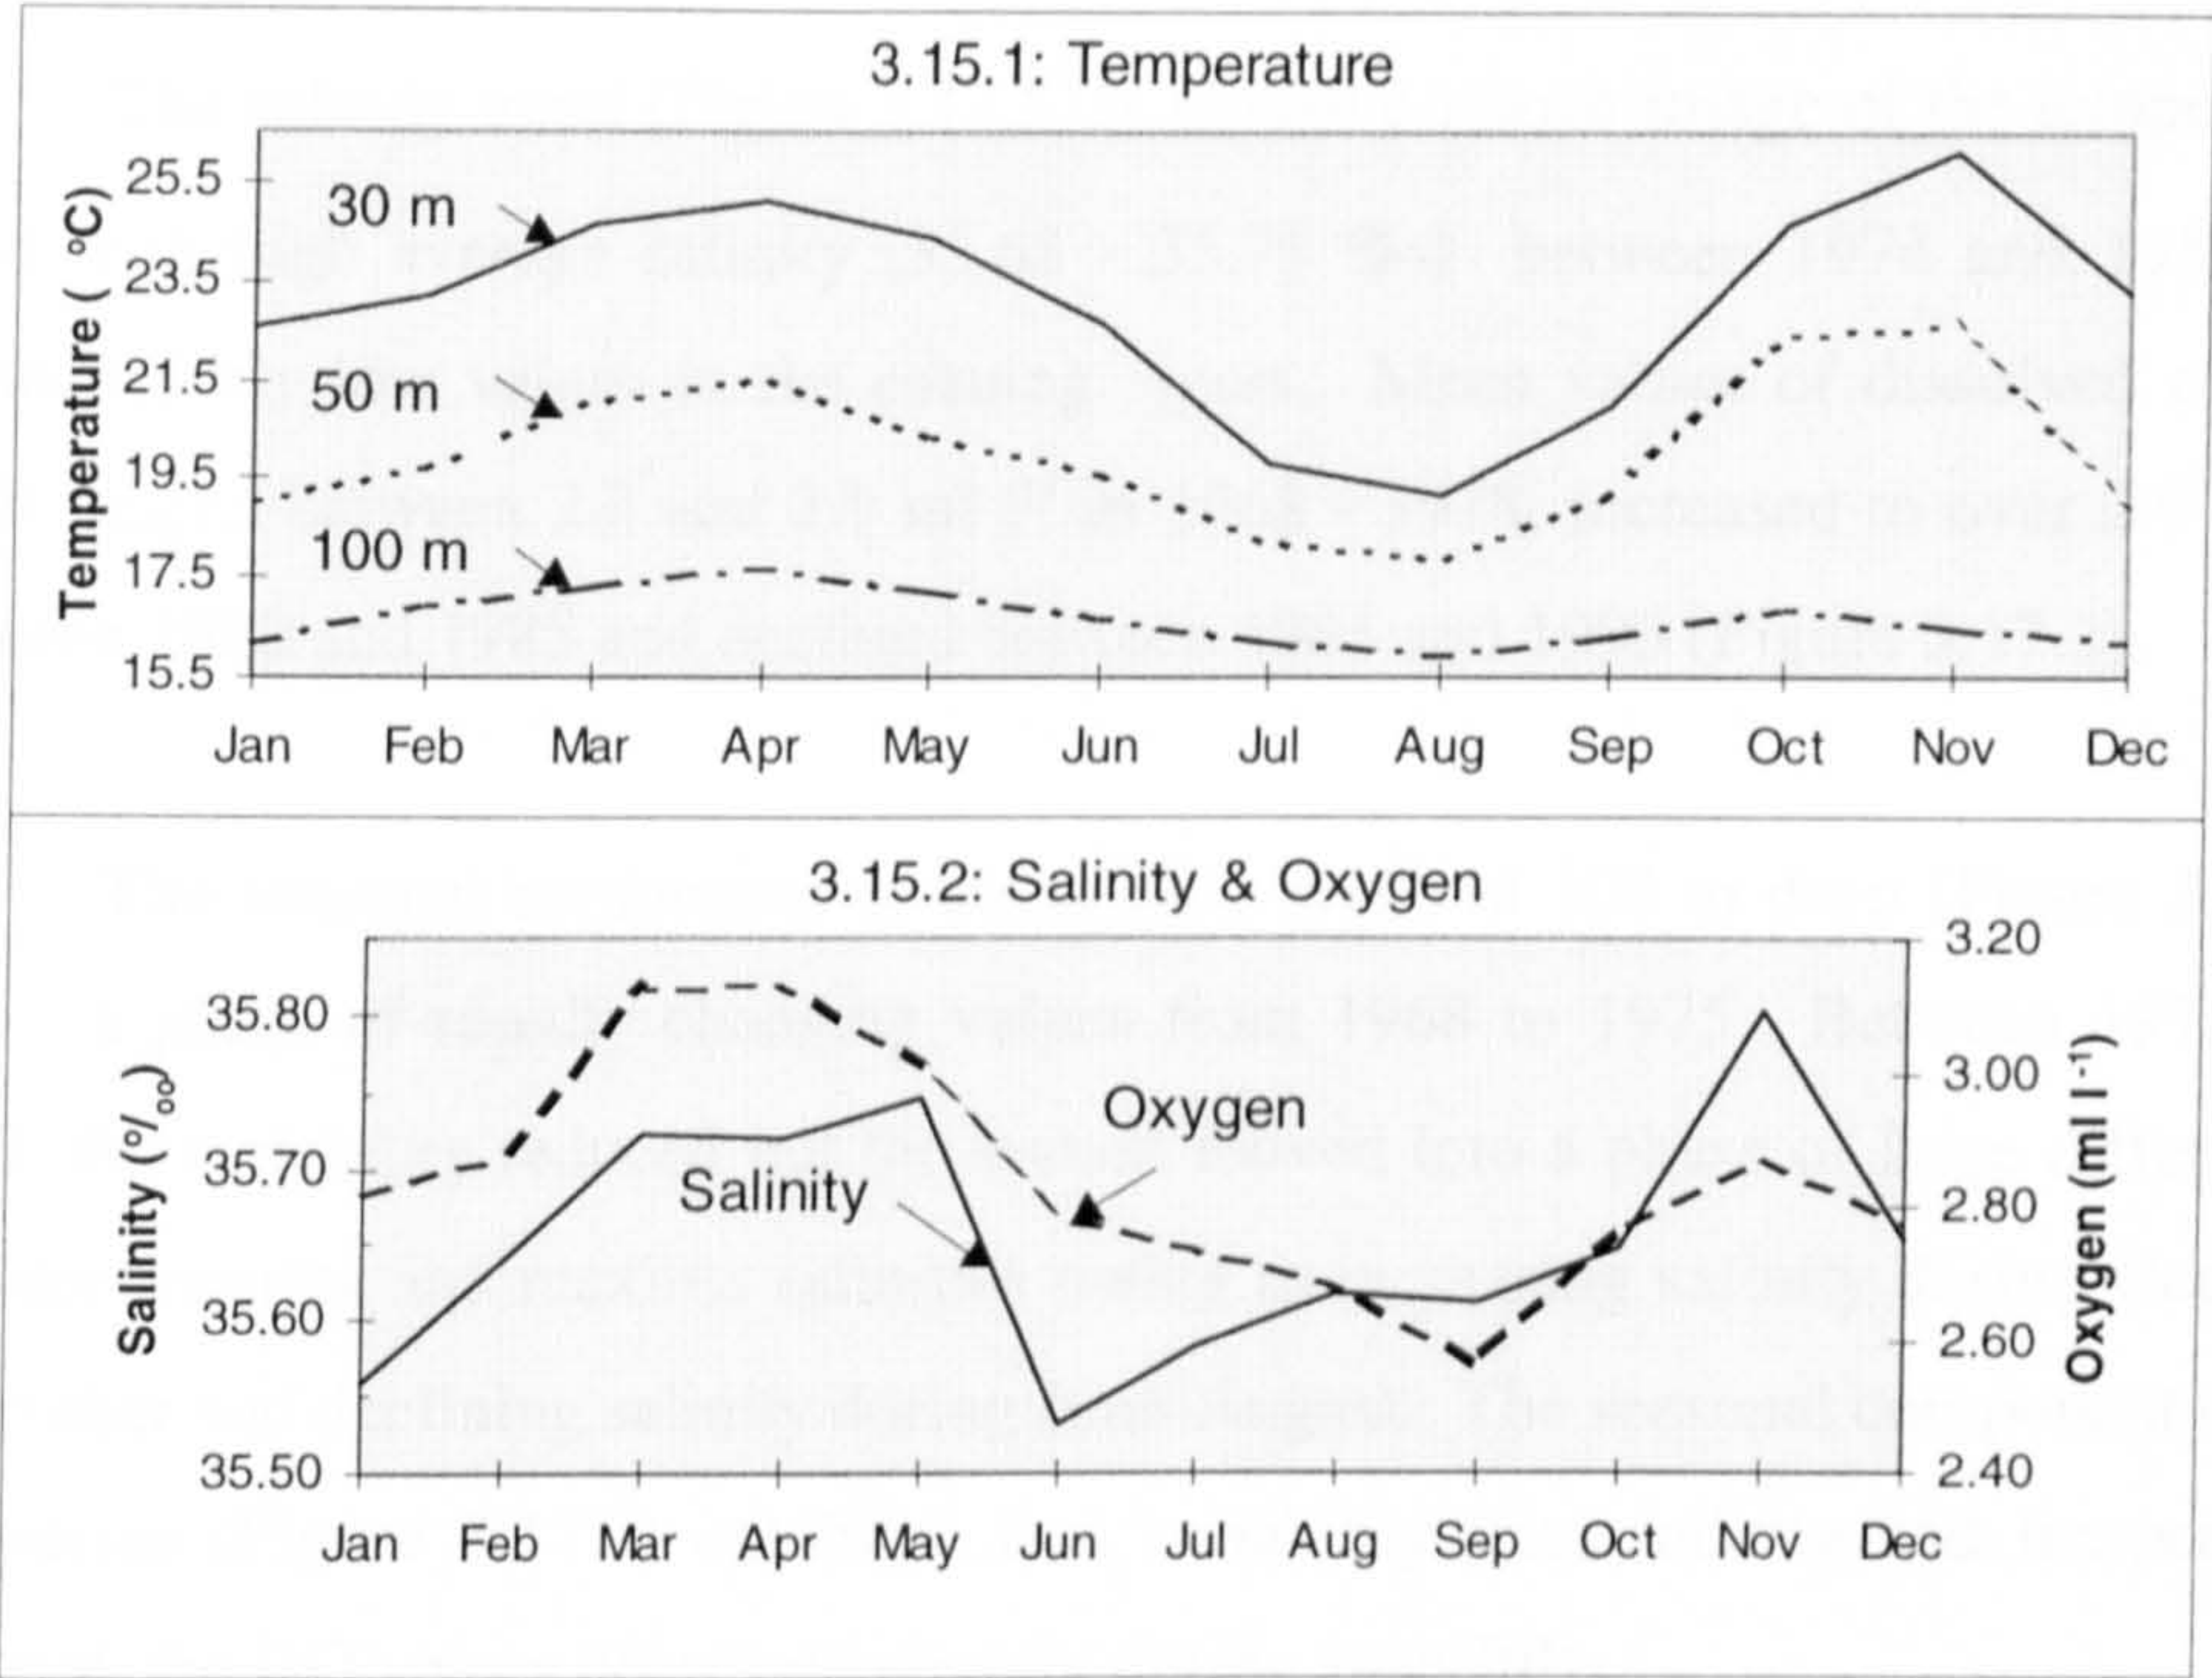 3.15.1: Temperature
Temperature ( °C)
25.5
23.5
21.5
19.5
17.5
15.5
30 m
50 m
100 m
Jan Feb Mar Apr May Jun Jul Aug Sep Oct Nov Dec
3.15.2: Salinity & Oxygen
Salinity (°/oo)
35.80
35.70
35.60
35.50
Oxygen
Salinity
3.20
3.00
2.80
2.60
2.40
Oxygen (ml l⁻¹)
Jan Feb Mar Apr May Jun Jul Aug Sep Oct Nov Dec